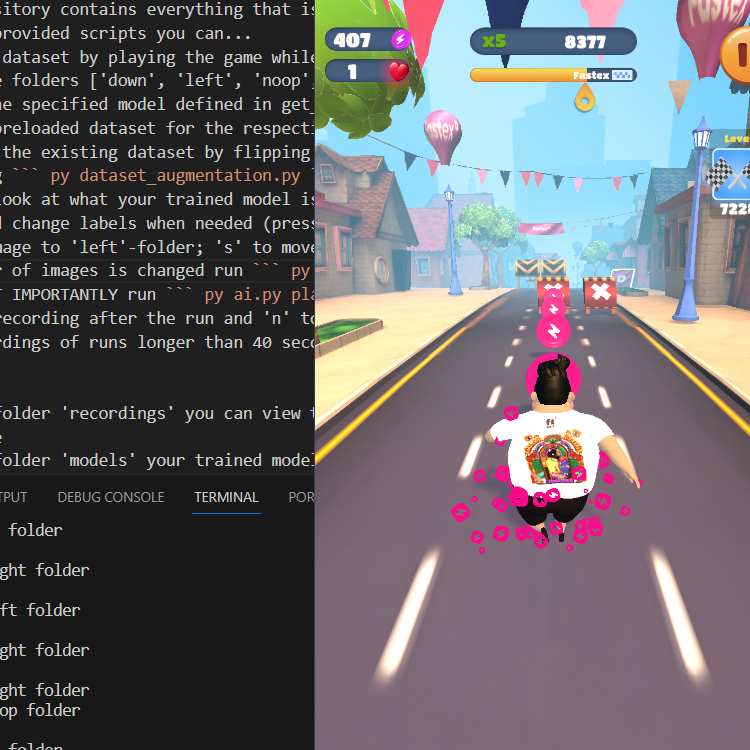 sitory contains everything that is
provided scripts you can...
dataset by playing the game while
e folders ['down', 'left', 'noop',
he specified model defined in get_
preloaded dataset for the respecti
the existing dataset by flipping
g ``` py dataset_augmentation.py
look at what your trained model is
d change labels when needed (press
mage to 'left'-folder; 's' to move
r of images is changed run ``` py
T IMPORTANTLY run ``` py ai.py pla
recording after the run and 'n' to
rdings of runs longer than 40 seco
folder 'recordings' you can view t
e
folder 'models' your trained model
TPUT DEBUG CONSOLE TERMINAL POR
folder
ght folder
ft folder
ght folder
ght folder
op folder
folder
407
x5 8377
1
Fastex
Level
7228